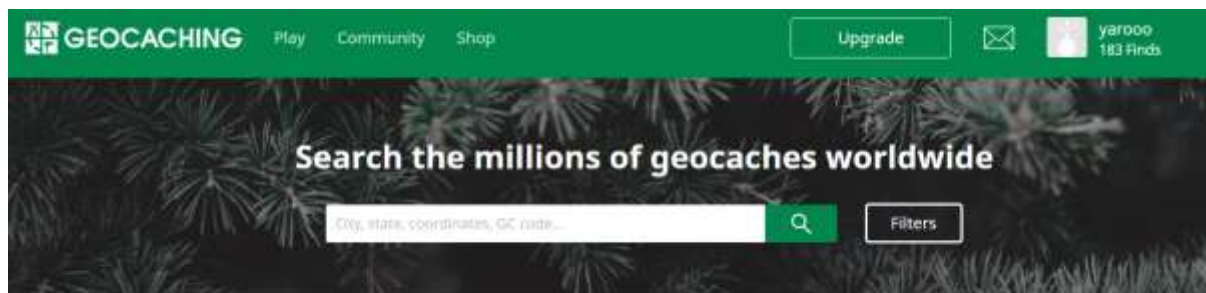 GEOCACHING Play Community Shop Upgrade yarooo
183 Finds
Search the millions of geocaches worldwide
City, state, coordinates, GC code...
Filters